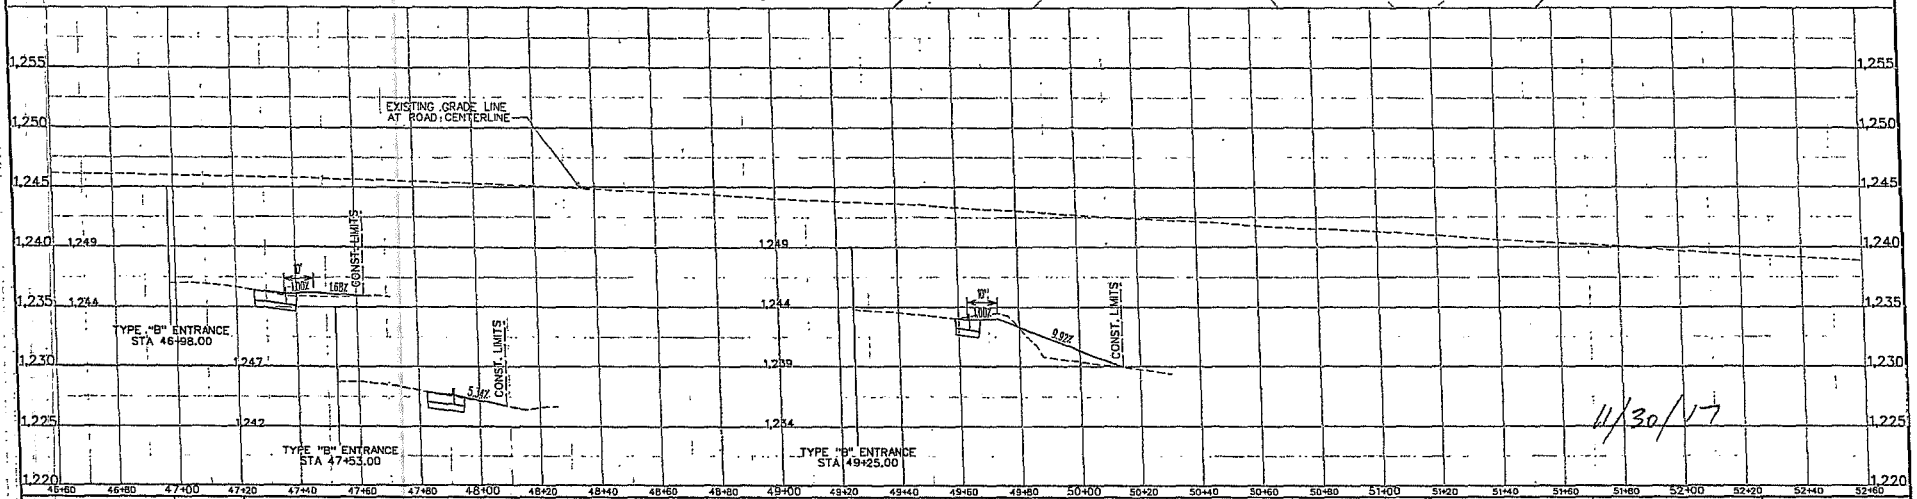 1,255 1,255
EXISTING GRADE LINE
AT ROAD CENTERLINE
1,250 1,250
1,245 1,245
CONST. LIMITS
1,240 1,249 1,249 1,240
10'
1.00% 1.68%
CONST. LIMITS
10'
1.00%
1,235 1,244 1,244 1,235
TYPE "B" ENTRANCE
STA 46+98.00
9.92%
CONST. LIMITS
1,230 1,247 1,239 1,230
5.34%
11/30/17
1,225 1,242 1,234 1,225
TYPE "B" ENTRANCE
STA 47+53.00
TYPE "B" ENTRANCE
STA 49+25.00
1,220 1,220
46+60 46+80 47+00 47+20 47+40 47+60 47+80 48+00 48+20 48+40 48+60 48+80 49+00 49+20 49+40 49+60 49+80 50+00 50+20 50+40 50+60 50+80 51+00 51+20 51+40 51+60 51+80 52+00 52+20 52+40 52+60